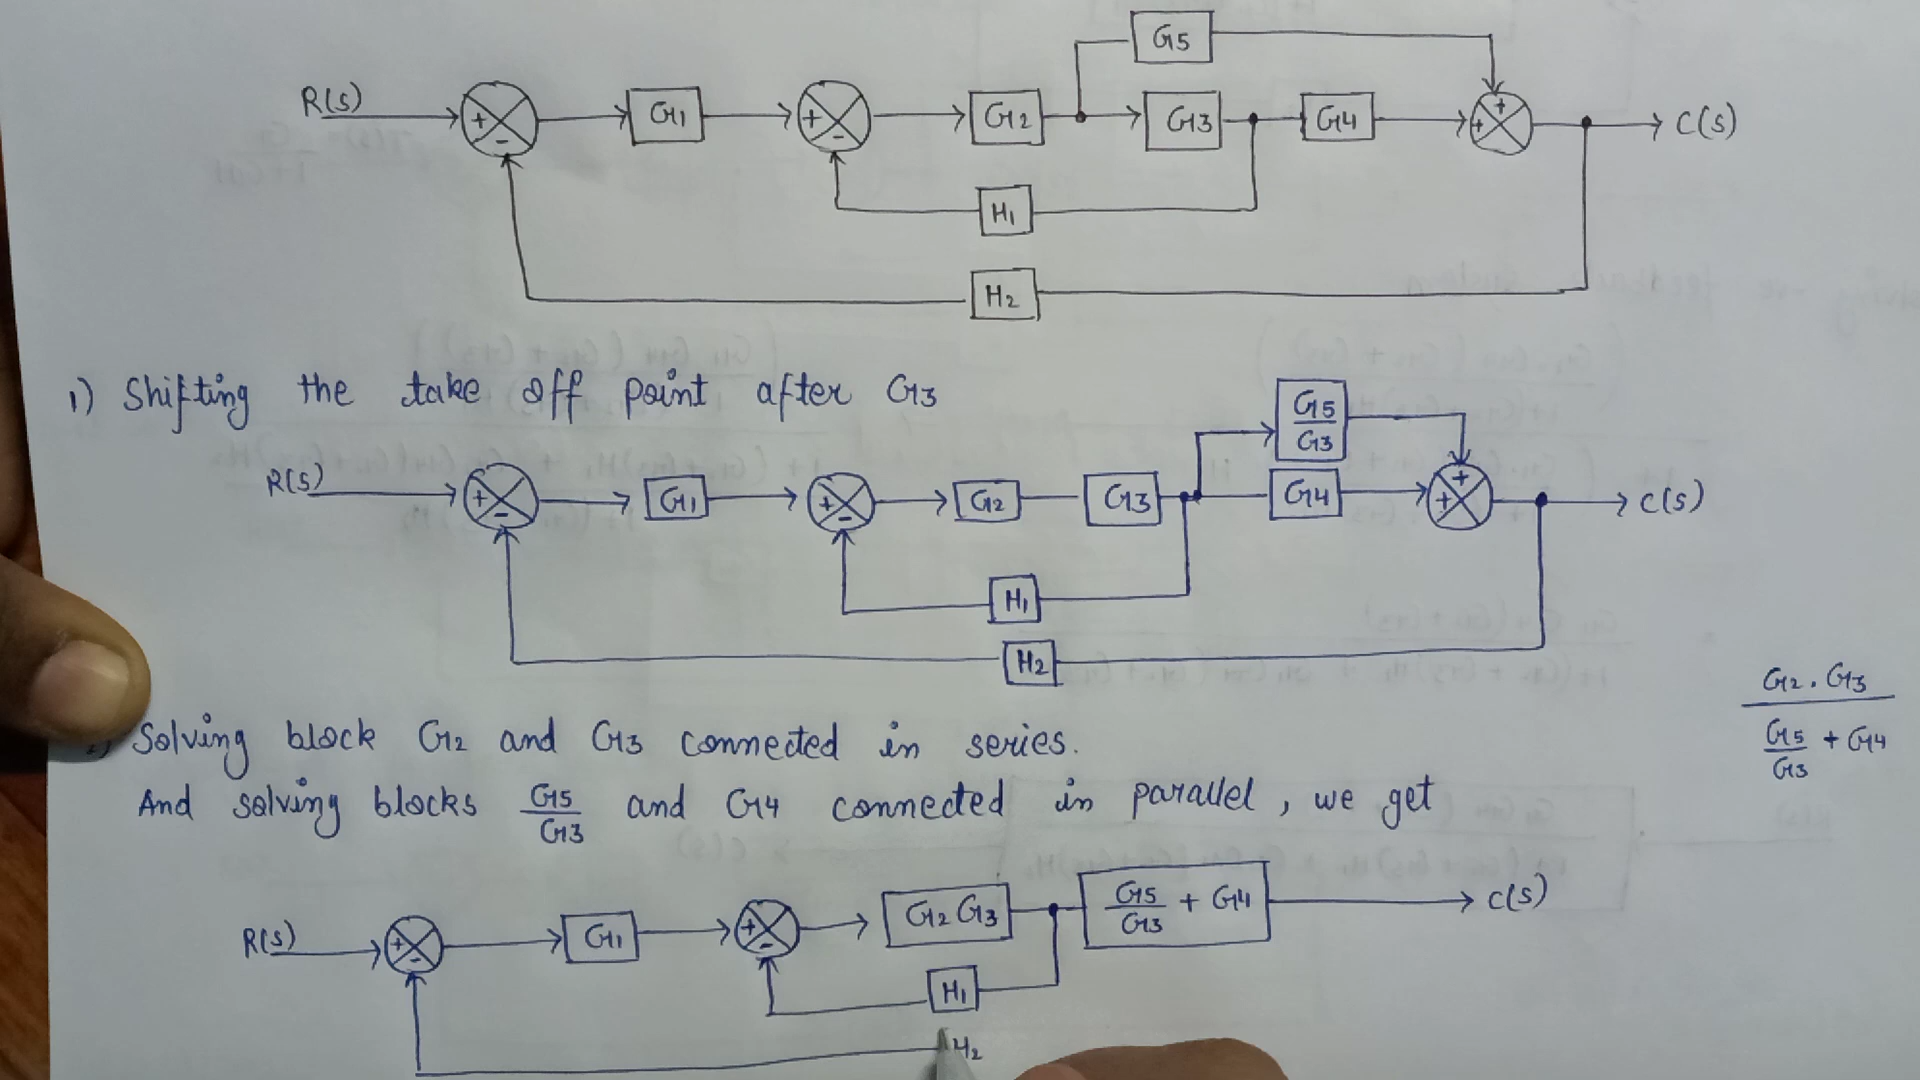 G5
R(s) + - G1 + - G2 G3 G4 + + C(s)
H1
H2
1) Shifting the take off point after G3
G5
G3
R(s) + - G1 + - G2 G3 G4 + + C(s)
H1
H2
G2 . G3
G5/G3 + G4
2) Solving block G2 and G3 connected in series.
And solving blocks G5/G3 and G4 connected in parallel, we get
R(s) + - G1 + - G2 G3 G5/G3 + G4 C(s)
H1
H2